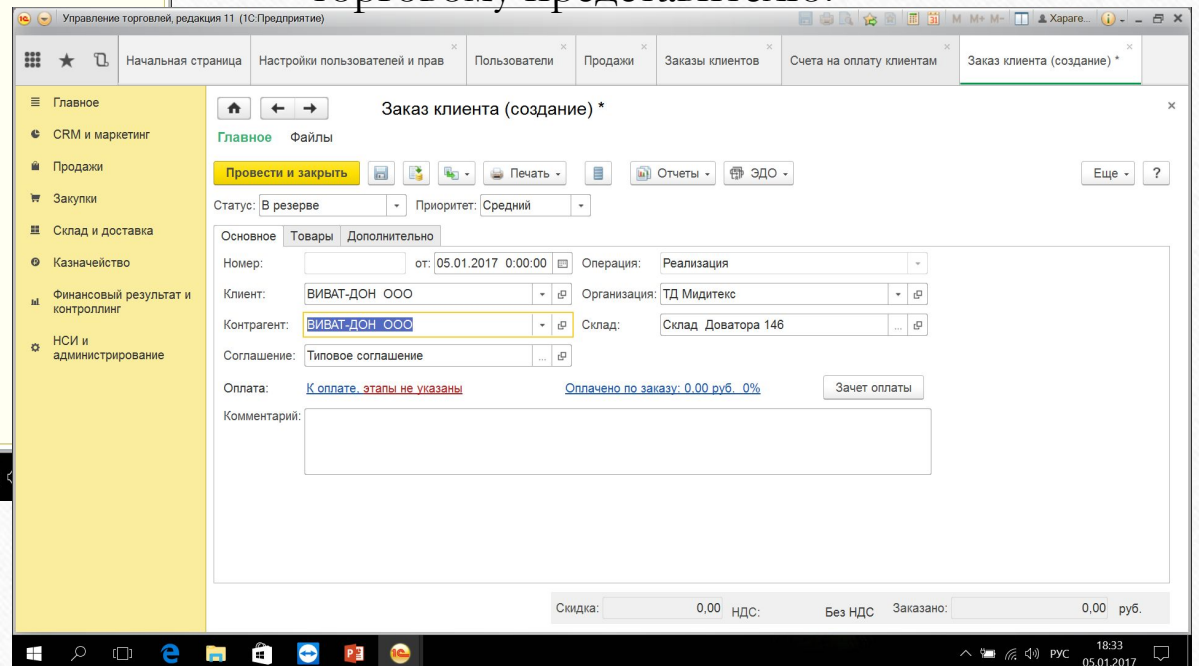 торговому представителю.
Управление торговлей, редакция 11 (1С:Предприятие)
M M+ M- Хараге...
Начальная страница Настройки пользователей и прав Пользователи Продажи Заказы клиентов Счета на оплату клиентам Заказ клиента (создание) *
Главное
CRM и маркетинг
Продажи
Закупки
Склад и доставка
Казначейство
Финансовый результат и
контроллинг
НСИ и
администрирование
Заказ клиента (создание) *
Главное Файлы
Провести и закрыть Печать Отчеты ЭДО Еще ?
Статус: В резерве Приоритет: Средний
Основное Товары Дополнительно
Номер: от: 05.01.2017 0:00:00 Операция: Реализация
Клиент: ВИВАТ-ДОН ООО Организация: ТД Мидитекс
Контрагент: ВИВАТ-ДОН ООО Склад: Склад Доватора 146
Соглашение: Типовое соглашение
Оплата: К оплате, этапы не указаны Оплачено по заказу: 0,00 руб. 0% Зачет оплаты
Комментарий:
Скидка: 0,00 НДС: Без НДС Заказано: 0,00 руб.
РУС 18:33
05.01.2017